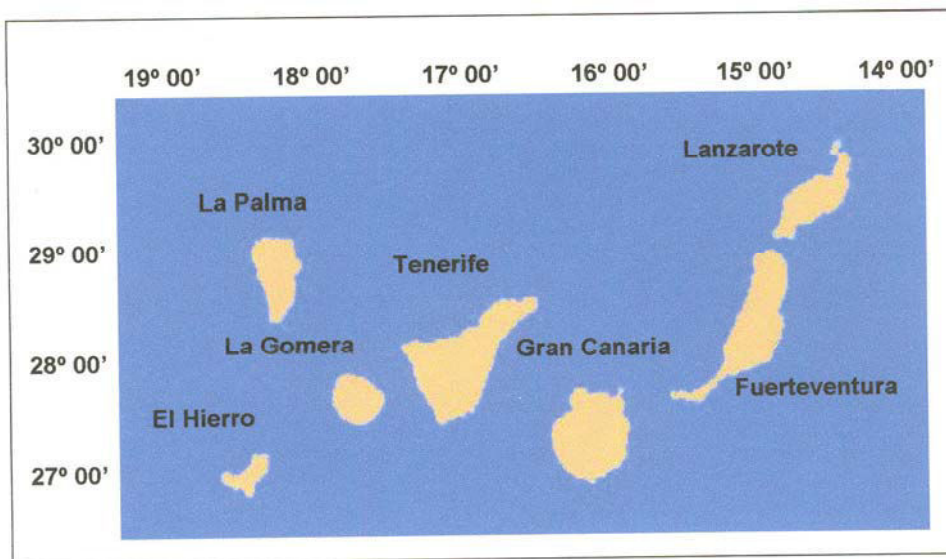 19º 00' 18º 00' 17º 00' 16º 00' 15º 00' 14º 00'
30º 00'
Lanzarote
La Palma
29º 00'
Tenerife
La Gomera
Gran Canaria
28º 00'
Fuerteventura
El Hierro
27º 00'